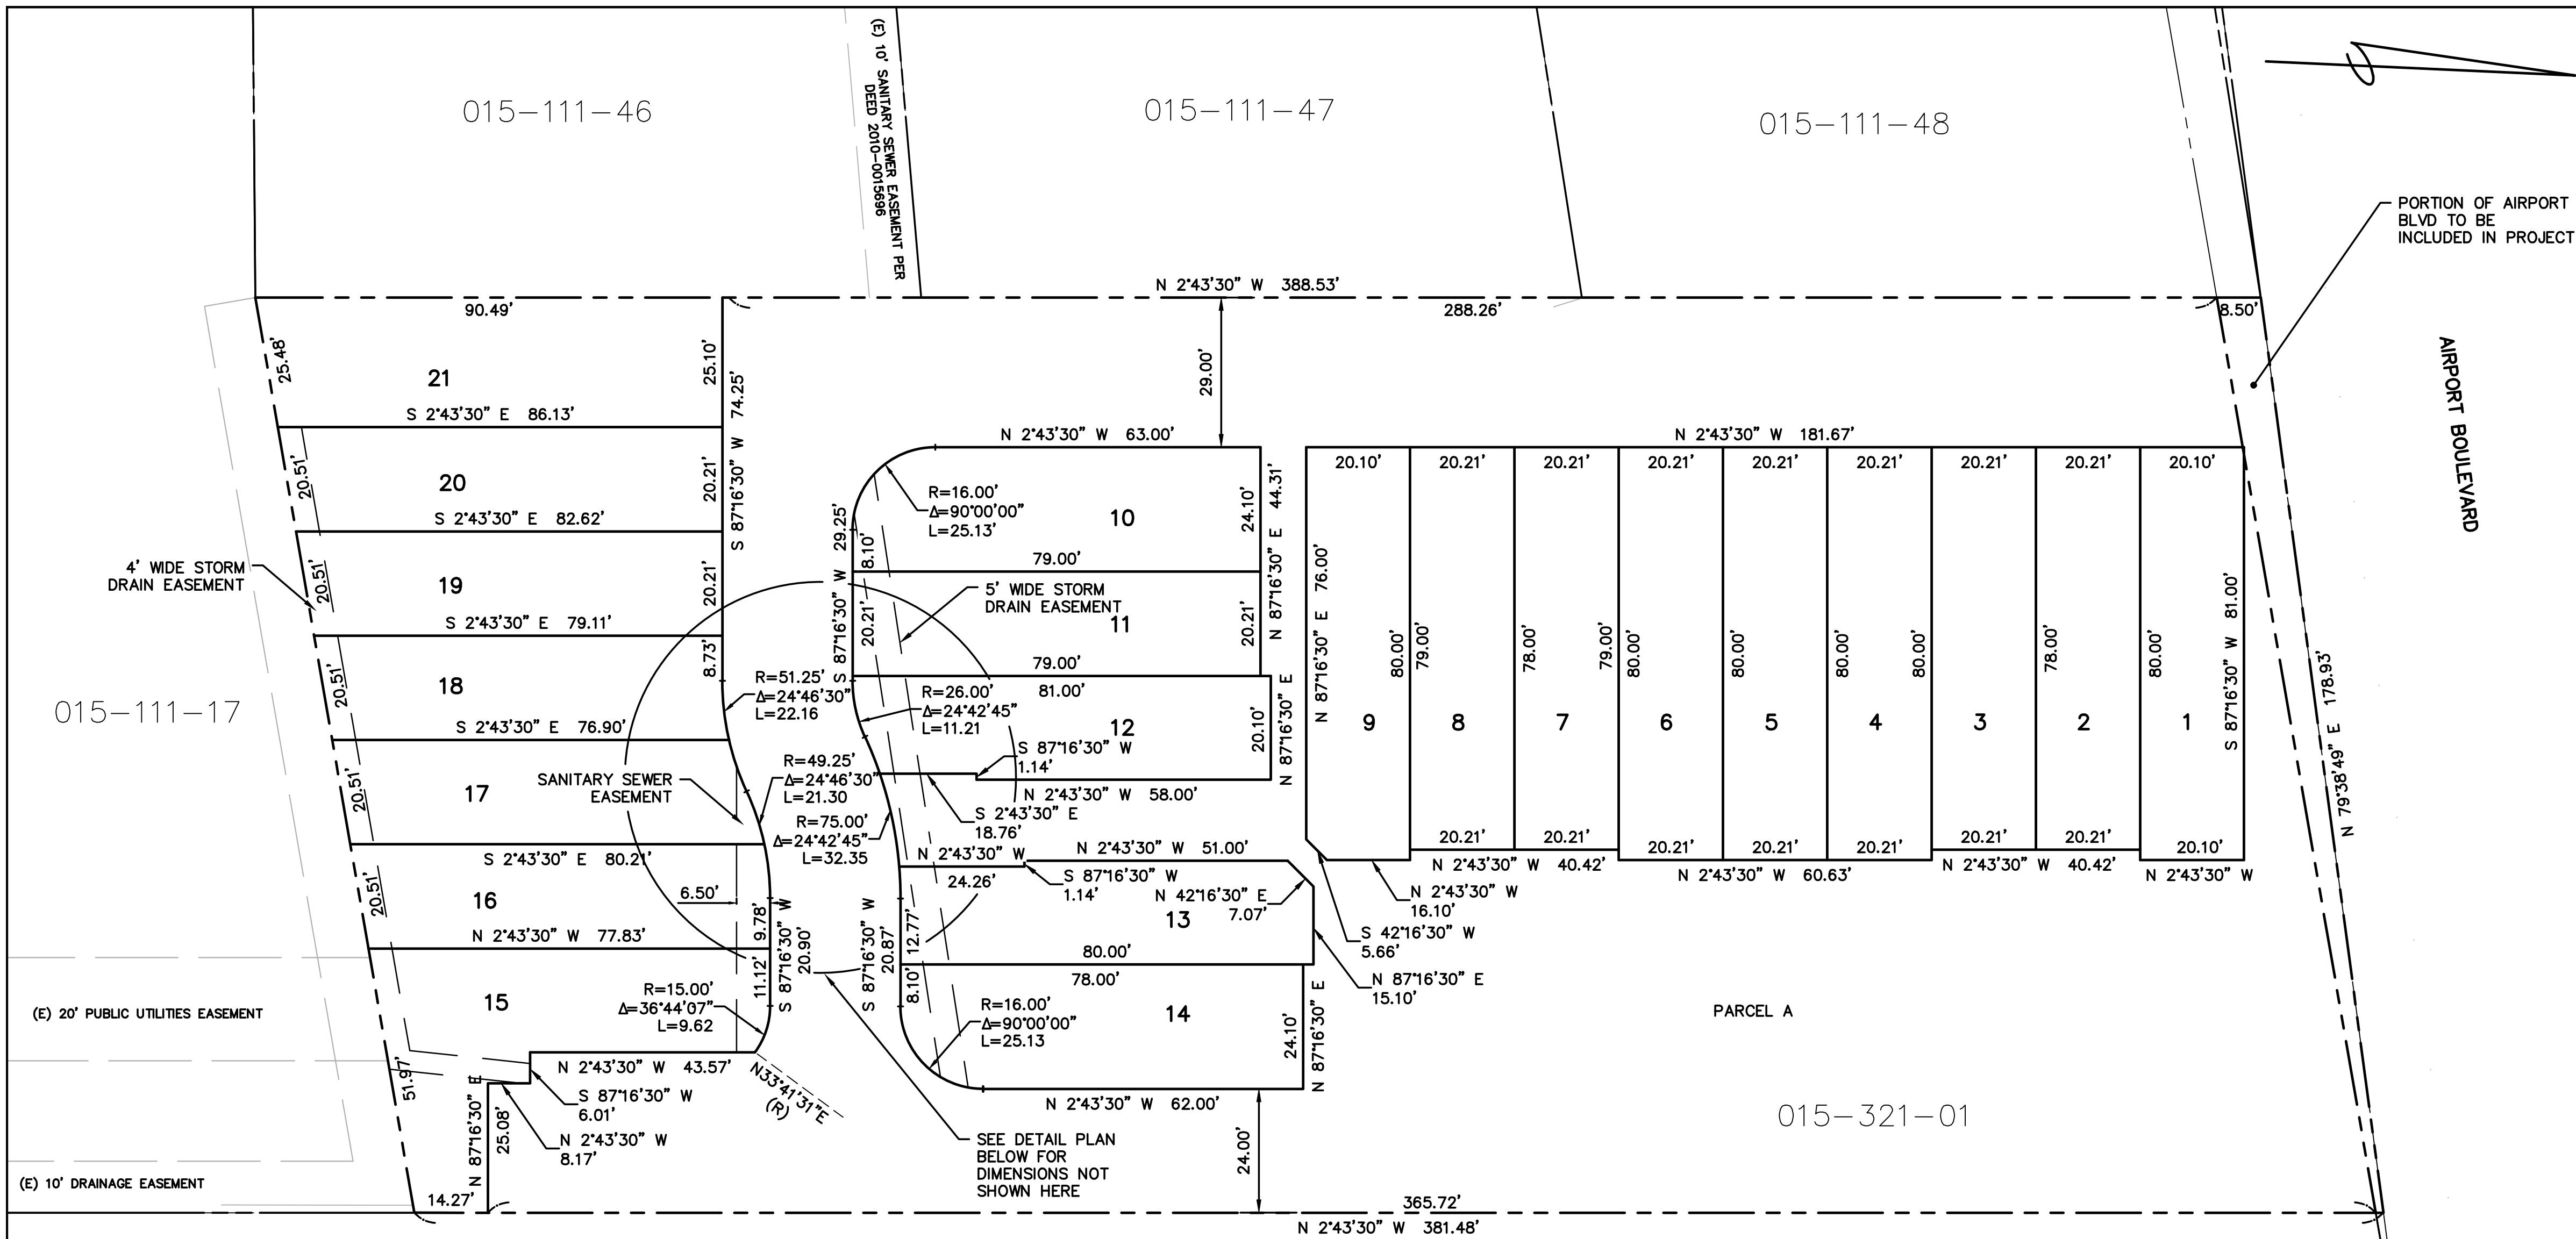 015-111-46
(E) 10' SANITARY SEWER EASEMENT PER
DEED 2010-0015696
015-111-47
015-111-48
PORTION OF AIRPORT
BLVD TO BE
INCLUDED IN PROJECT
AIRPORT BOULEVARD
N 2°43'30" W 388.53'
90.49'
288.26'
8.50'
29.00'
25.48'
21
25.10'
S 87°16'30" W 74.25'
S 2°43'30" E 86.13'
20.51'
20
20.21'
S 2°43'30" E 82.62'
4' WIDE STORM
DRAIN EASEMENT
20.51'
19
20.21'
S 2°43'30" E 79.11'
20.51'
18
8.73'
S 2°43'30" E 76.90'
015-111-17
20.51'
17
SANITARY SEWER
EASEMENT
S 2°43'30" E 80.21'
20.51'
16
6.50'
9.78'
N 2°43'30" W 77.83'
15
11.12'
S 87°16'30" W
20.90'
R=15.00'
Δ=36°44'07"
L=9.62
51.97'
N 2°43'30" W 43.57'
S 87°16'30" W
6.01'
N 2°43'30" W
8.17'
N 87°16'30" E
25.08'
N33°41'31"E
(R)
(E) 20' PUBLIC UTILITIES EASEMENT
(E) 10' DRAINAGE EASEMENT
14.27'
R=51.25'
Δ=24°46'30"
L=22.16
R=49.25'
Δ=24°46'30"
L=21.30
R=75.00'
Δ=24°42'45"
L=32.35
R=26.00'
Δ=24°42'45"
L=11.21
N 2°43'30" W 63.00'
R=16.00'
Δ=90°00'00"
L=25.13'
10
24.10'
N 87°16'30" E 44.31'
S 87°16'30" W 29.25'
8.10'
79.00'
5' WIDE STORM
DRAIN EASEMENT
20.21'
11
20.21'
79.00'
81.00'
12
20.10'
N 87°16'30" E
S 87°16'30" W
1.14'
N 2°43'30" W 58.00'
S 2°43'30" E
18.76'
N 2°43'30" W
24.26'
N 2°43'30" W 51.00'
S 87°16'30" W
1.14'
N 42°16'30" E
7.07'
13
S 87°16'30" W
20.87'
12.77'
80.00'
8.10'
78.00'
R=16.00'
Δ=90°00'00"
L=25.13
14
24.10'
N 87°16'30" E
N 2°43'30" W 62.00'
SEE DETAIL PLAN
BELOW FOR
DIMENSIONS NOT
SHOWN HERE
24.00'
N 2°43'30" W 181.67'
20.10'
20.21'
20.21'
20.21'
20.21'
20.21'
20.21'
20.21'
20.10'
N 87°16'30" E 76.00'
80.00'
79.00'
78.00'
79.00'
80.00'
80.00'
80.00'
80.00'
78.00'
80.00'
S 87°16'30" W 81.00'
9
8
7
6
5
4
3
2
1
20.21'
20.21'
20.21'
20.21'
20.21'
20.21'
20.21'
20.10'
N 2°43'30" W 40.42'
N 2°43'30" W 60.63'
N 2°43'30" W 40.42'
N 2°43'30" W
N 2°43'30" W
16.10'
S 42°16'30" W
5.66'
N 87°16'30" E
15.10'
N 79°38'49" E 178.93'
PARCEL A
015-321-01
365.72'
N 2°43'30" W 381.48'